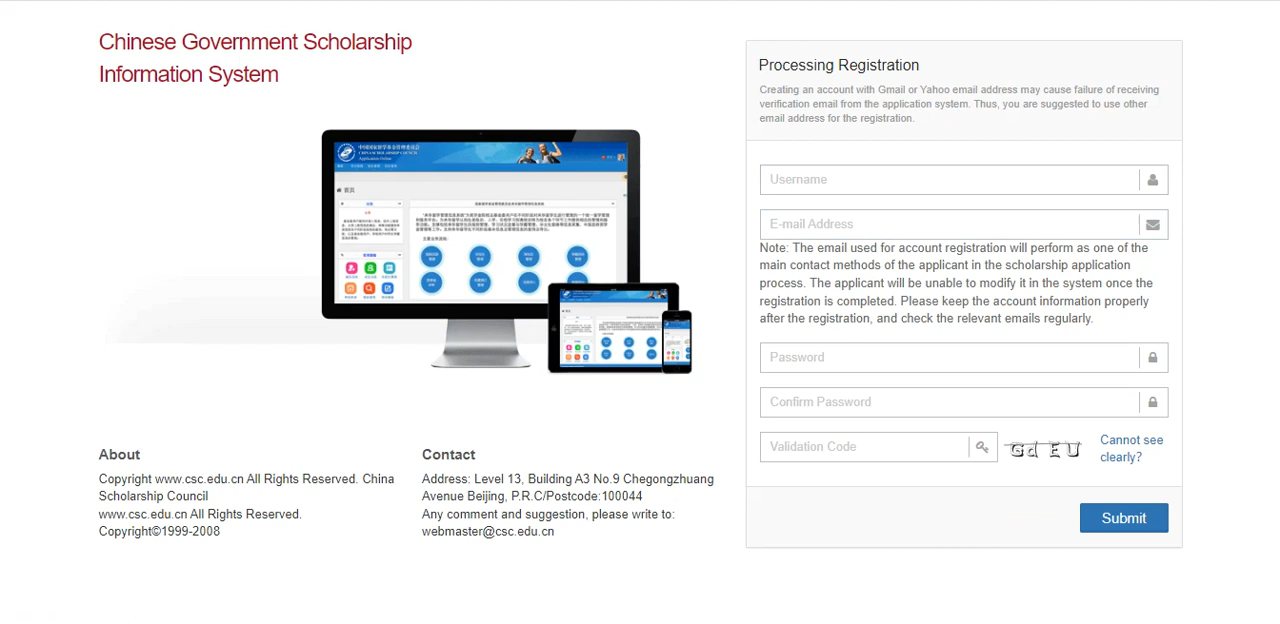 Chinese Government Scholarship
Information System
Processing Registration
Creating an account with Gmail or Yahoo email address may cause failure of receiving
verification email from the application system. Thus, you are suggested to use other
email address for the registration.
Username
E-mail Address
Note: The email used for account registration will perform as one of the
main contact methods of the applicant in the scholarship application
process. The applicant will be unable to modify it in the system once the
registration is completed. Please keep the account information properly
after the registration, and check the relevant emails regularly.
Password
Confirm Password
Validation Code
Gd EU
Cannot see
clearly?
Submit
About
Copyright www.csc.edu.cn All Rights Reserved. China
Scholarship Council
www.csc.edu.cn All Rights Reserved.
Copyright©1999-2008
Contact
Address: Level 13, Building A3 No.9 Chegongzhuang
Avenue Beijing, P.R.C/Postcode:100044
Any comment and suggestion, please write to:
webmaster@csc.edu.cn